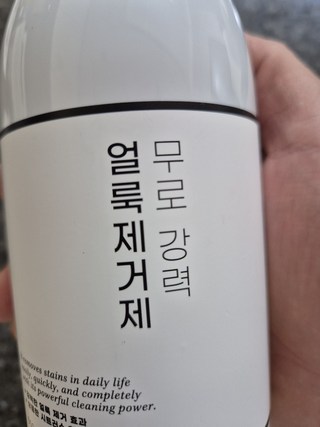 무로 강력
얼룩제거제
stains in daily life
quickly, and completely
powerful cleaning power.
얼룩 제거 효과